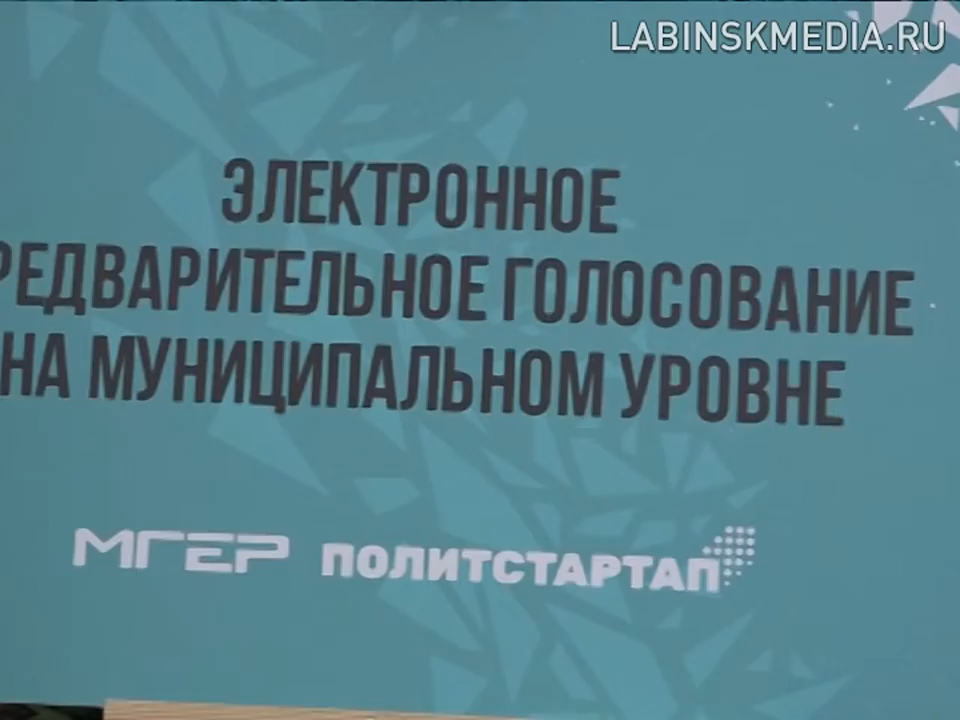 LABINSKMEDIA.RU
ЭЛЕКТРОННОЕ
РЕДВАРИТЕЛЬНОЕ ГОЛОСОВАНИЕ
НА МУНИЦИПАЛЬНОМ УРОВНЕ
МГЕР ПОЛИТСТАРТАП